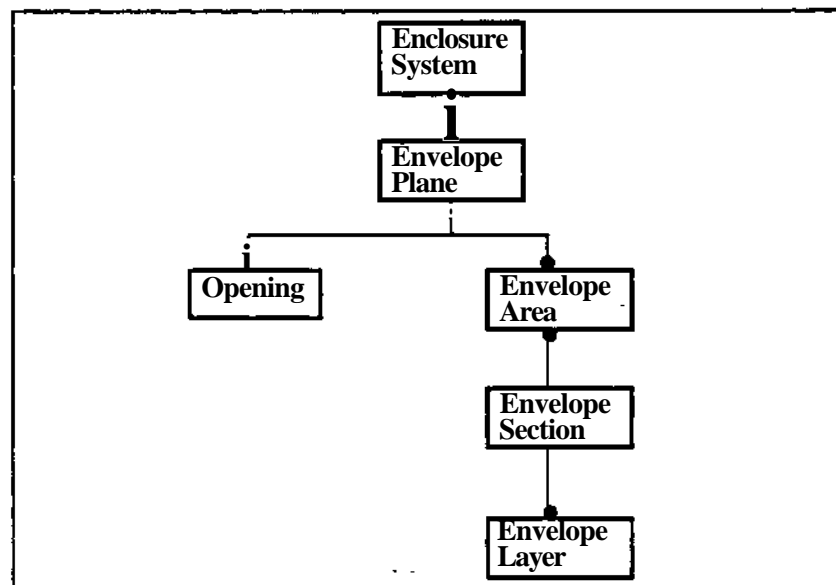 Enclosure
System
Envelope
Plane
Opening
Envelope
Area
Envelope
Section
Envelope
Layer